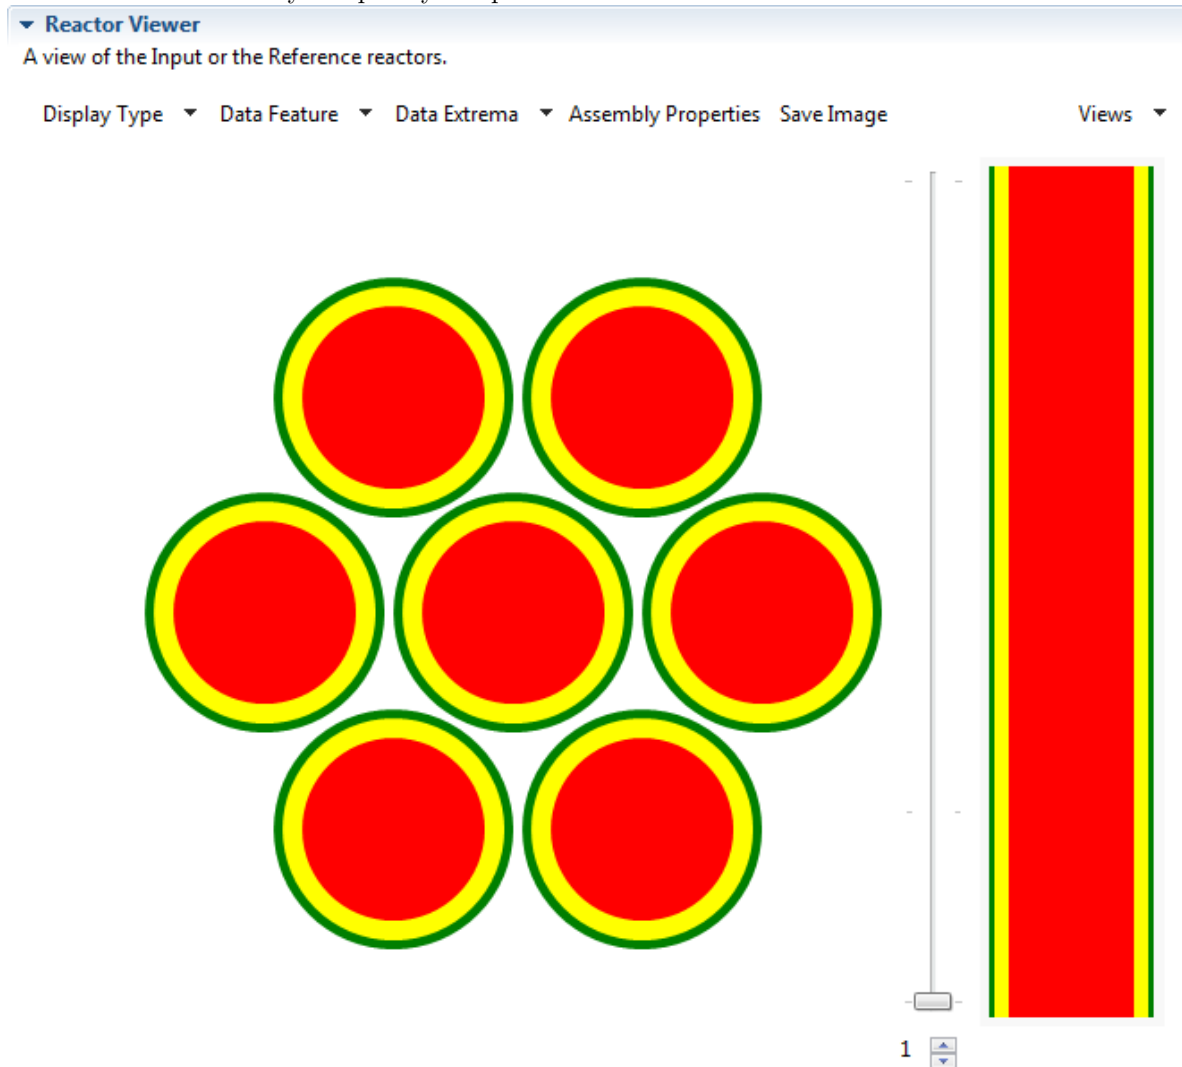 Reactor Viewer
A view of the Input or the Reference reactors.
Display Type Data Feature Data Extrema Assembly Properties Save Image Views
1